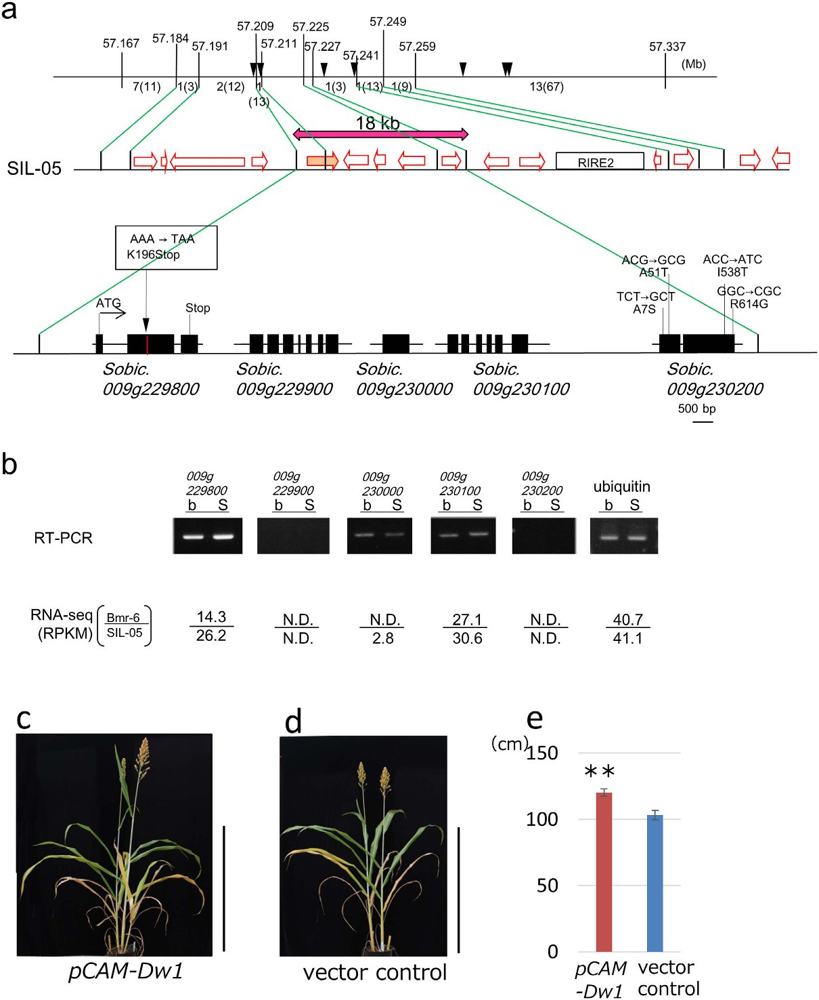 a
57.167
57.184
57.191
57.209
57.211
57.225
57.227
57.241
57.249
57.259
57.337
(Mb)
7(11)
1(3)
2(12)
1
(13)
1(3)
1(13)
1(9)
13(67)
18 kb
SIL-05
RIRE2
AAA → TAA
K196Stop
ATG
Stop
ACG→GCG
A51T
ACC→ATC
I538T
TCT→GCT
A7S
GGC→CGC
R614G
Sobic.
009g229800
Sobic.
009g229900
Sobic.
009g230000
Sobic.
009g230100
Sobic.
009g230200
500 bp
b
009g
229800
009g
229900
009g
230000
009g
230100
009g
230200
ubiquitin
b S
b S
b S
b S
b S
b S
RT-PCR
RNA-seq
(RPKM)
Bmr-6
SIL-05
14.3
26.2
N.D.
N.D.
N.D.
2.8
27.1
30.6
N.D.
N.D.
40.7
41.1
c
pCAM-Dw1
d
vector control
e
(cm)
150
100
50
0
**
pCAM
-Dw1
vector
control